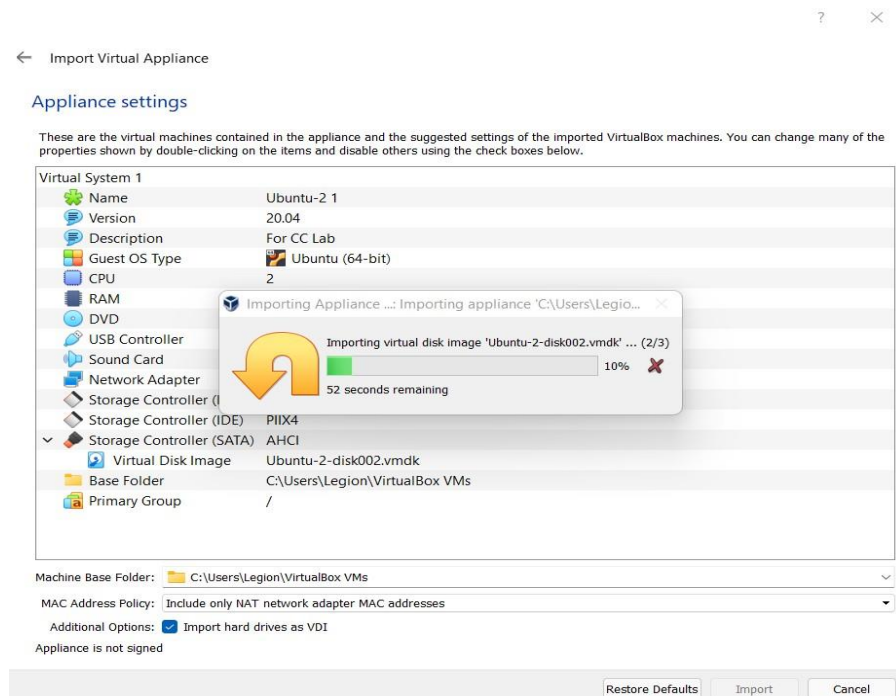 ?
Import Virtual Appliance
Appliance settings
These are the virtual machines contained in the appliance and the suggested settings of the imported VirtualBox machines. You can change many of the
properties shown by double-clicking on the items and disable others using the check boxes below.
Virtual System 1
Name Ubuntu-2 1
Version 20.04
Description For CC Lab
Guest OS Type Ubuntu (64-bit)
CPU 2
RAM
DVD
USB Controller
Sound Card
Network Adapter
Storage Controller (
Storage Controller (IDE) PIIX4
Storage Controller (SATA) AHCI
Virtual Disk Image Ubuntu-2-disk002.vmdk
Base Folder C:\Users\Legion\VirtualBox VMs
Primary Group /
Importing Appliance ...: Importing appliance 'C:\Users\Legio...
Importing virtual disk image 'Ubuntu-2-disk002.vmdk' ... (2/3)
10%
52 seconds remaining
Machine Base Folder: C:\Users\Legion\VirtualBox VMs
MAC Address Policy: Include only NAT network adapter MAC addresses
Additional Options: Import hard drives as VDI
Appliance is not signed
Restore Defaults Import Cancel